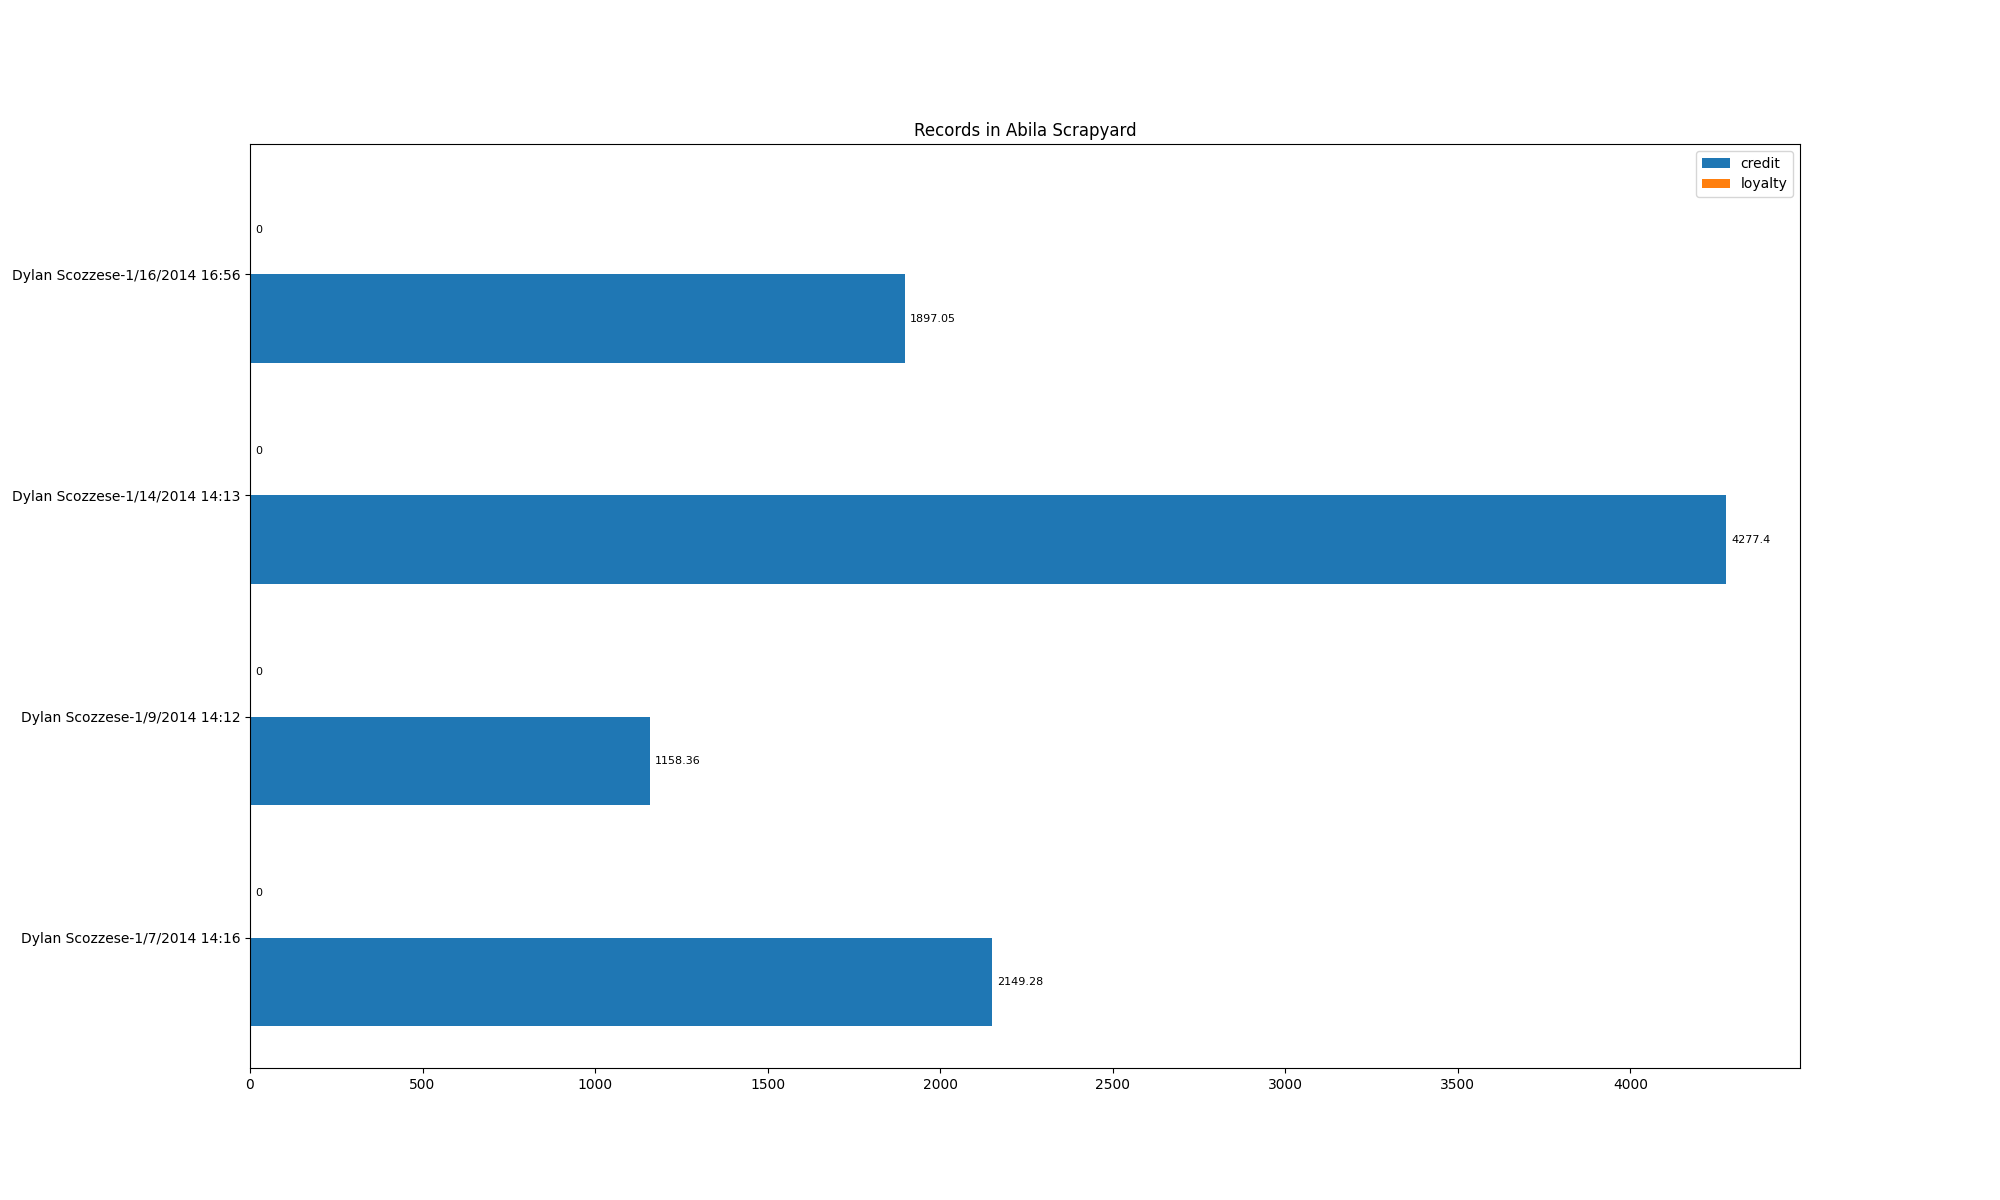 Records in Abila Scrapyard
credit
loyalty
0
Dylan Scozzese-1/16/2014 16:56
1897.05
0
Dylan Scozzese-1/14/2014 14:13
4277.4
0
Dylan Scozzese-1/9/2014 14:12
1158.36
0
Dylan Scozzese-1/7/2014 14:16
2149.28
0 500 1000 1500 2000 2500 3000 3500 4000